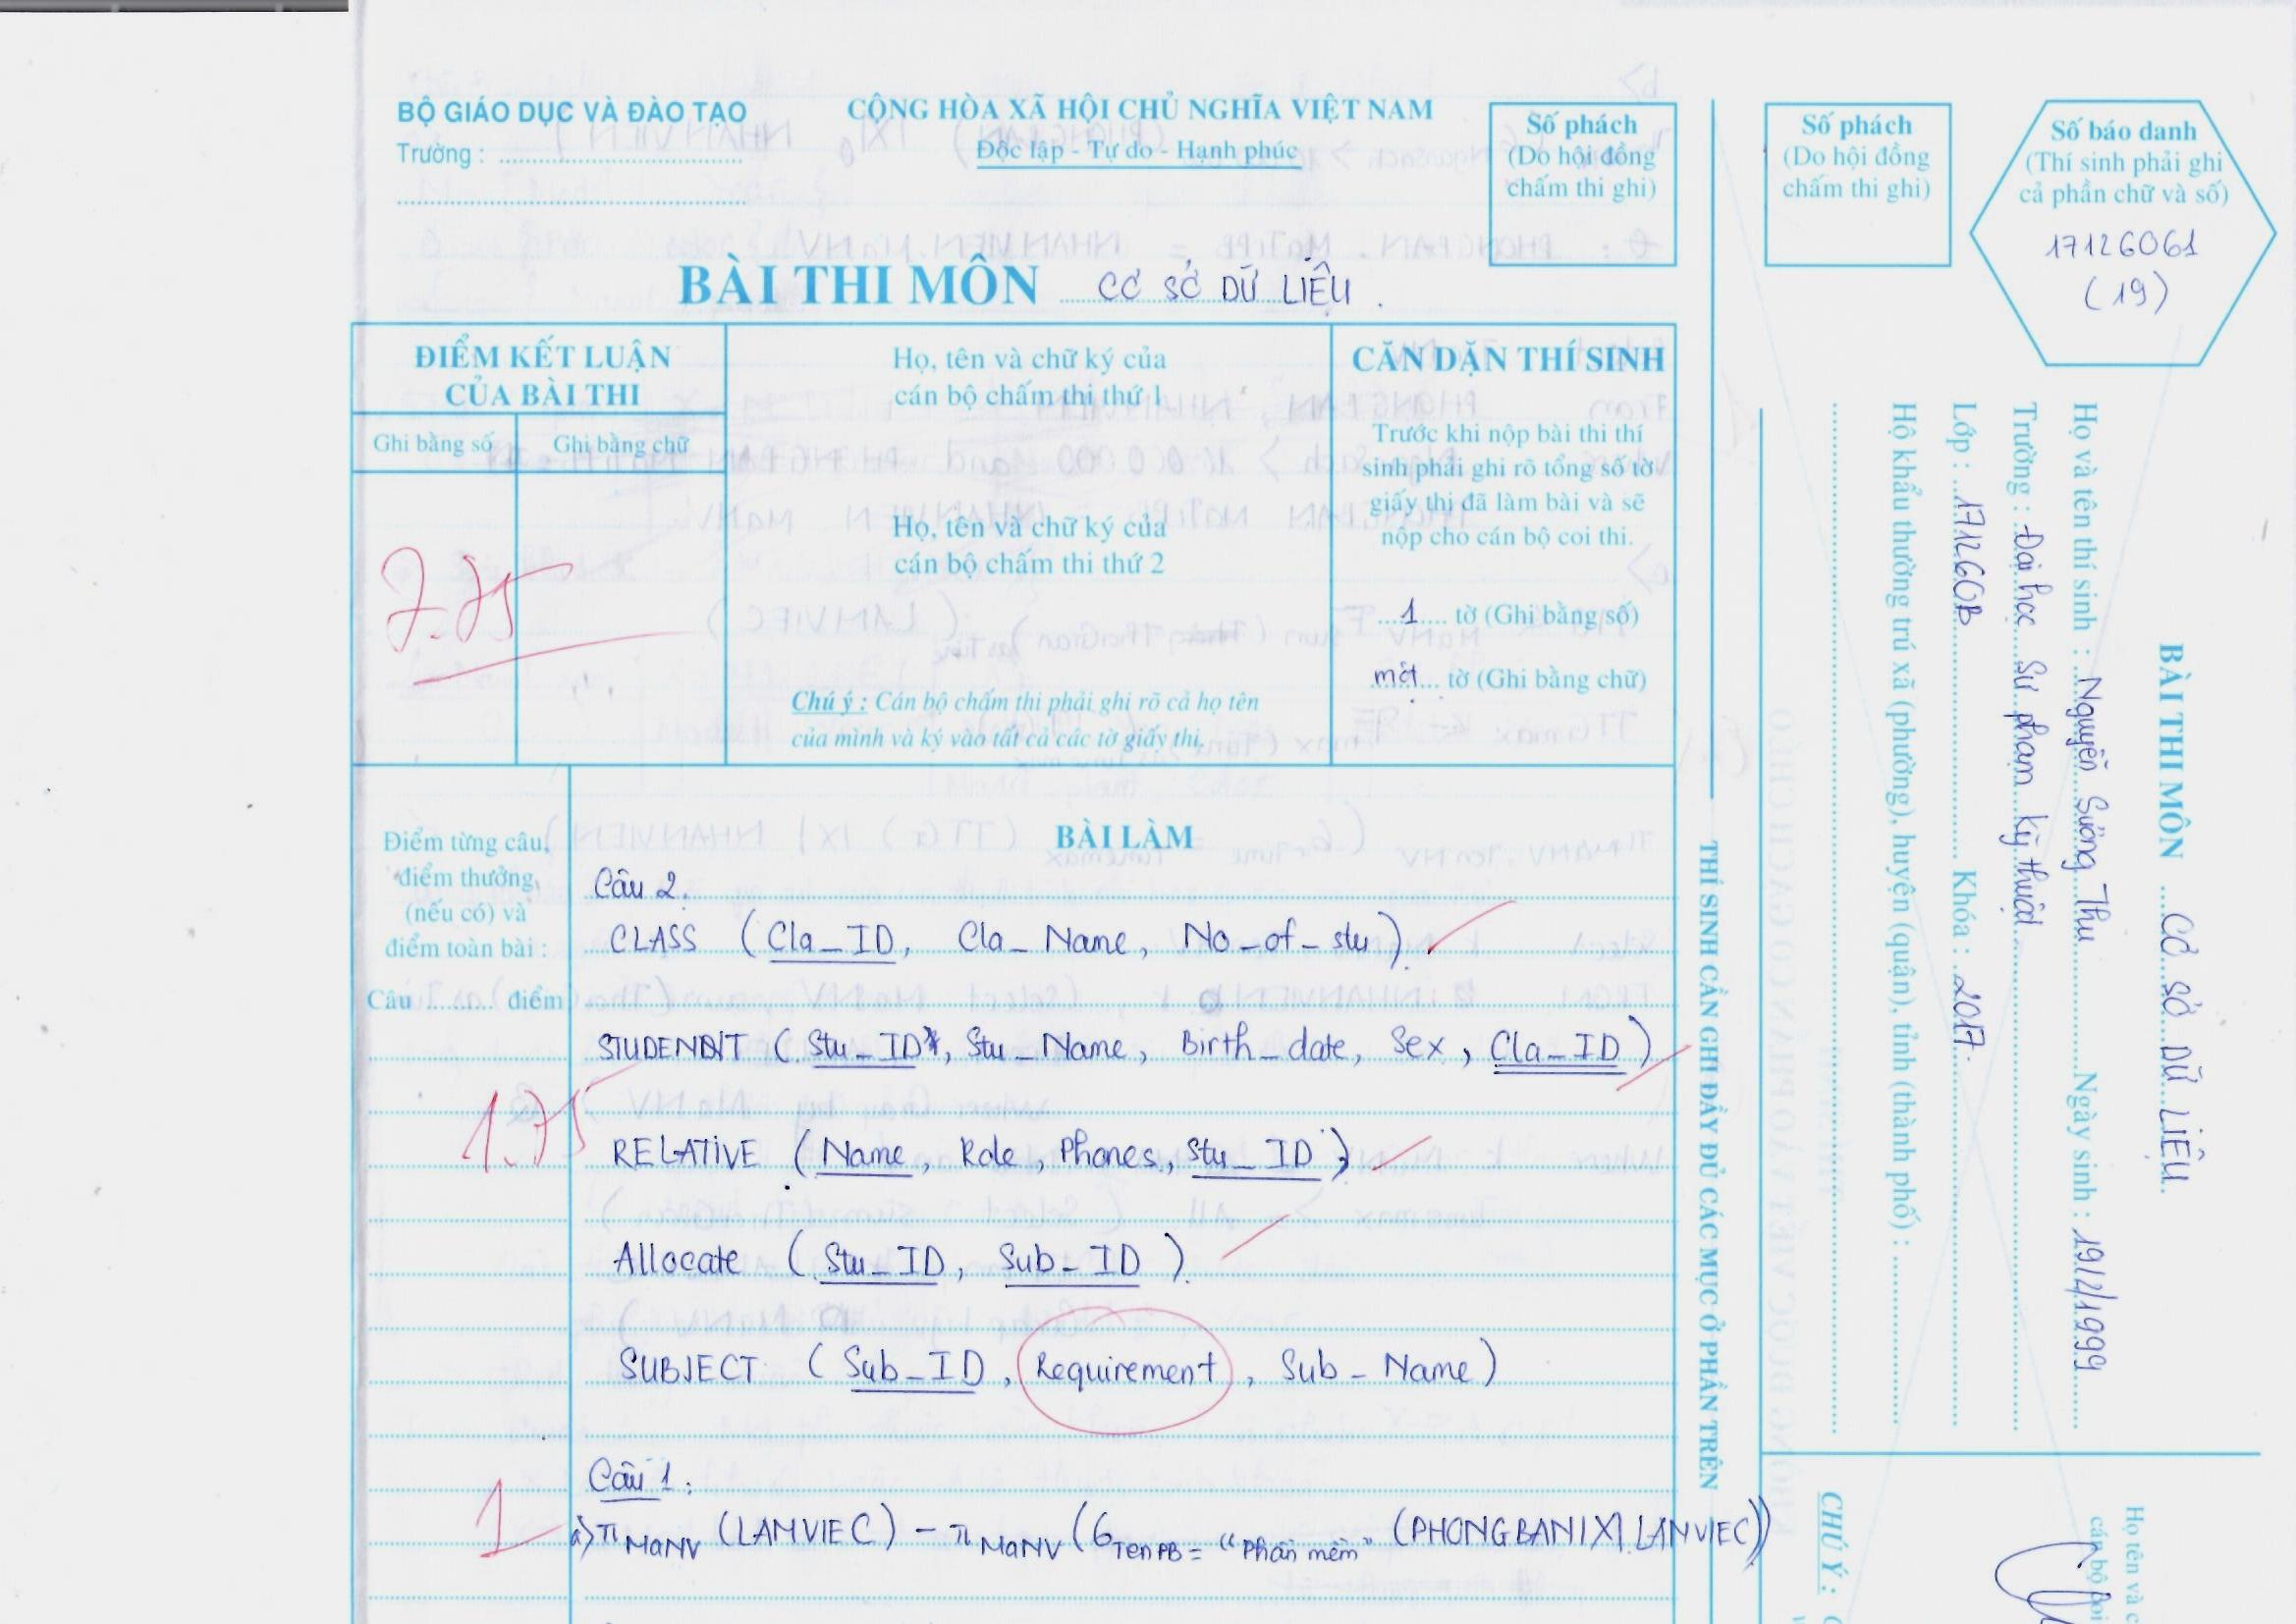 BỘ GIÁO DỤC VÀ ĐÀO TẠO
Trường :
CỘNG HÒA XÃ HỘI CHỦ NGHĨA VIỆT NAM
Độc lập - Tự do - Hạnh phúc
Số phách
(Do hội đồng
chấm thi ghi)
Số phách
(Do hội đồng
chấm thi ghi)
Số báo danh
(Thí sinh phải ghi
cả phần chữ và số)
17126061
(19)
BÀI THI MÔN CƠ SỞ DỮ LIỆU .
ĐIỂM KẾT LUẬN
CỦA BÀI THI
Ghi bằng số
Ghi bằng chữ
7.75
Họ, tên và chữ ký của
cán bộ chấm thi thứ 1
Họ, tên và chữ ký của
cán bộ chấm thi thứ 2
Chú ý : Cán bộ chấm thi phải ghi rõ cả họ tên
của mình và ký vào tất cả các tờ giấy thi.
CĂN DẶN THÍ SINH
Trước khi nộp bài thi thí
sinh phải ghi rõ tổng số tờ
giấy thi đã làm bài và sẽ
nộp cho cán bộ coi thi.
1 tờ (Ghi bằng số)
một tờ (Ghi bằng chữ)
Điểm từng câu,
điểm thưởng
(nếu có) và
điểm toàn bài :
Câu .......... điểm
BÀI LÀM
Câu 2.
CLASS (Cla_ID, Cla_Name, No_of_stu).
(Stu_ID, Stu_Name, Birth_date, Sex, Cla_ID)
1.75
RELATIVE (Name, Role, Phones, Stu_ID)
Allocate (Stu_ID, Sub_ID).
SUBJECT (Sub_ID, Requirement, Sub_Name)
Câu 1:
1
a) π MaNV (LAMVIEC) - π MaNV (σ TenPB = "Phần mềm" (PHONGBAN |X| LAMVIEC))
THÍ SINH CẦN GHI ĐẦY ĐỦ CÁC MỤC Ở PHẦN TRÊN
BÀI THI MÔN CƠ SỞ DỮ LIỆU.
Họ và tên thí sinh : Nguyễn Sương Thu Ngày sinh : 19/2/1999
Trường : Đại học Sư phạm kỹ thuật
Lớp : 171260B Khóa : 2017
Hộ khẩu thường trú xã (phường), huyện (quận), tỉnh (thành phố) :
CHÚ Ý :
Họ tên và
cán bộ